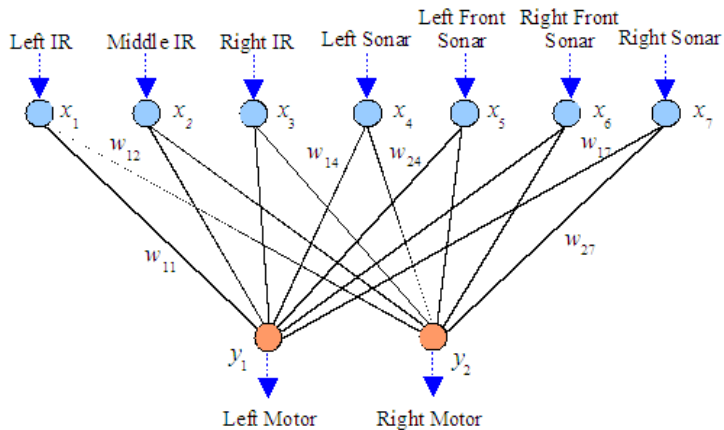 Left IR Middle IR Right IR Left Sonar Left Front Sonar Right Front Sonar Right Sonar
x1 x2 x3 x4 x5 x6 x7
w12 w14 w24 w17
w11 w27
y1 y2
Left Motor Right Motor